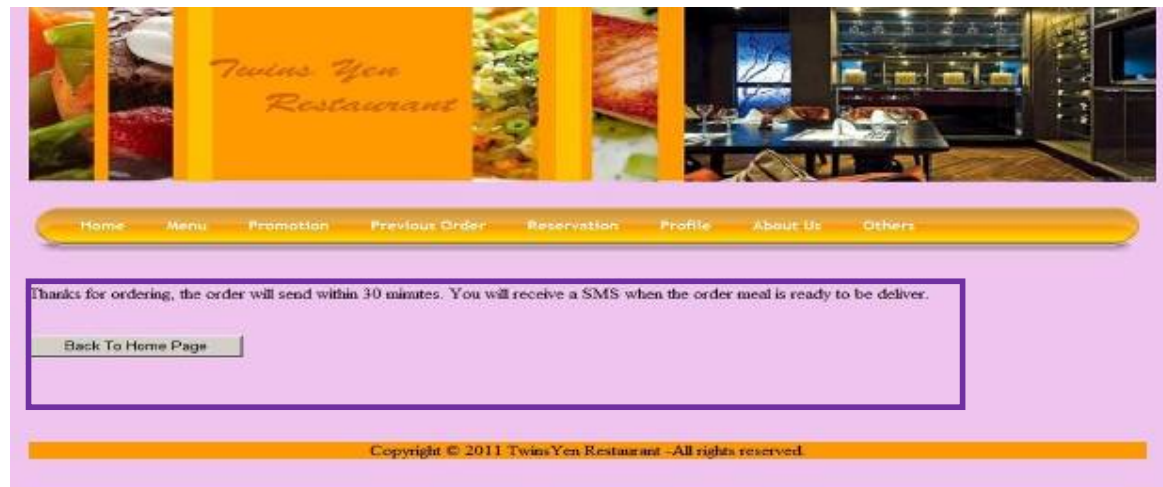 Twins Yen
Restaurant
Home Menu Promotion Previous Order Reservation Profile About Us Others
Thanks for ordering, the order will send within 30 minutes. You will receive a SMS when the order meal is ready to be deliver.
Back To Home Page
Copyright © 2011 TwinsYen Restaurant -All rights reserved.